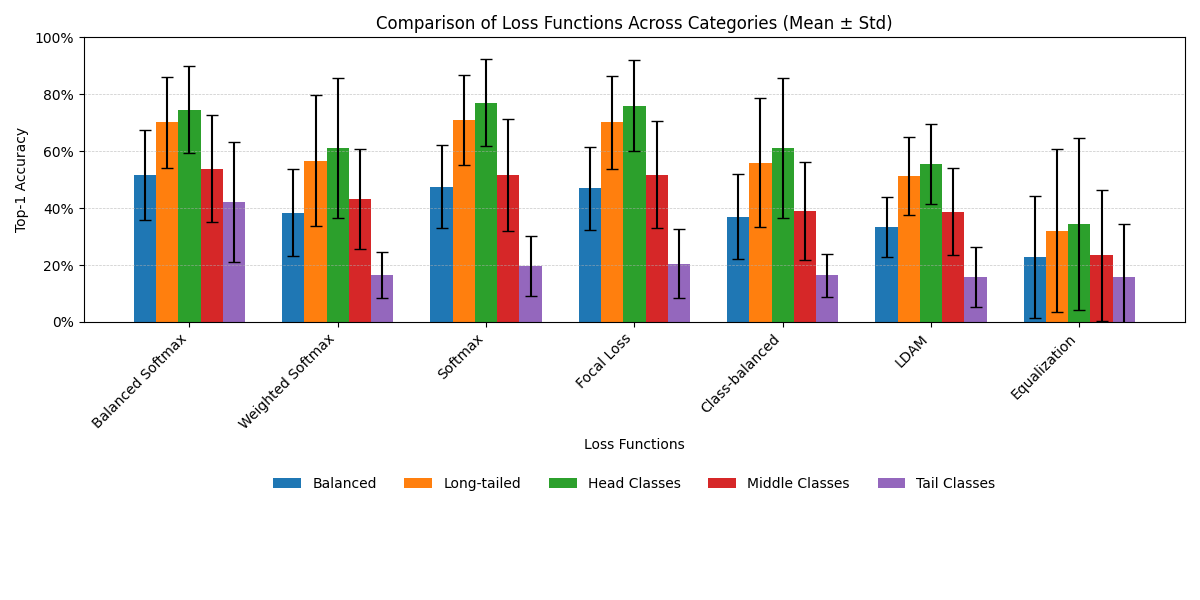 Comparison of Loss Functions Across Categories (Mean ± Std)
Top-1 Accuracy
100%
80%
60%
40%
20%
0%
Balanced Softmax
Weighted Softmax
Softmax
Focal Loss
Class-balanced
LDAM
Equalization
Loss Functions
Balanced
Long-tailed
Head Classes
Middle Classes
Tail Classes